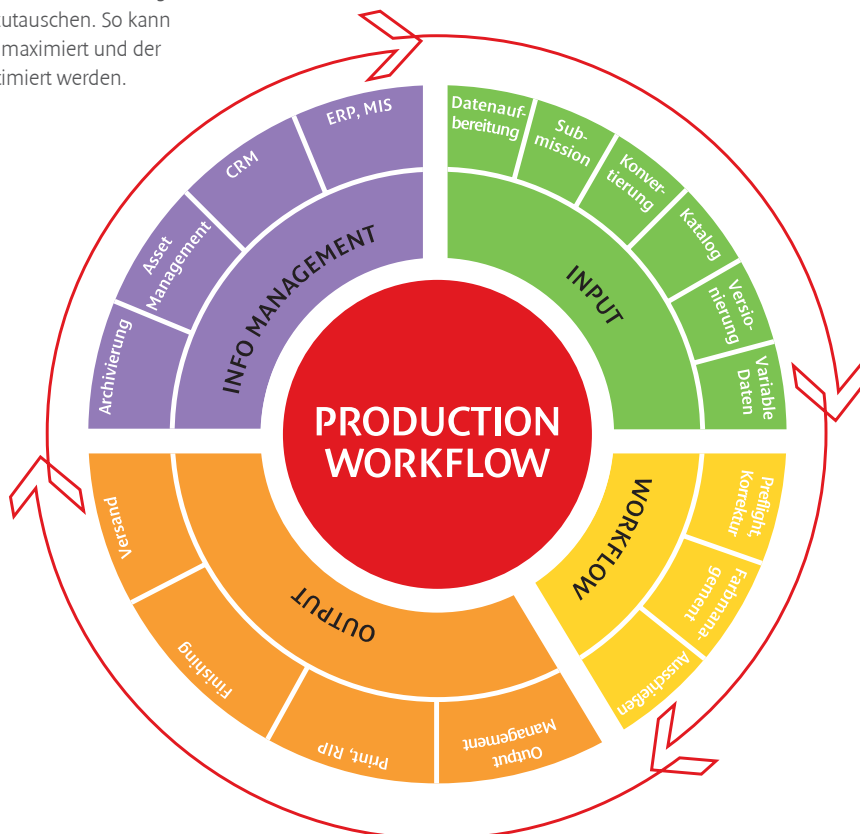 zutauschen. So kann
maximiert und der
imiert werden.
ERP, MIS
CRM
Asset
Management
Archivierung
INFO MANAGEMENT
Datenauf-
bereitung
Sub-
mission
Konver-
tierung
Katalog
Versio-
nierung
Variable
Daten
INPUT
PRODUCTION
WORKFLOW
WORKFLOW
Preflight,
Korrektur
Farbmana-
gement
Ausschießen
OUTPUT
Output
Management
Print, RIP
Finishing
Versand